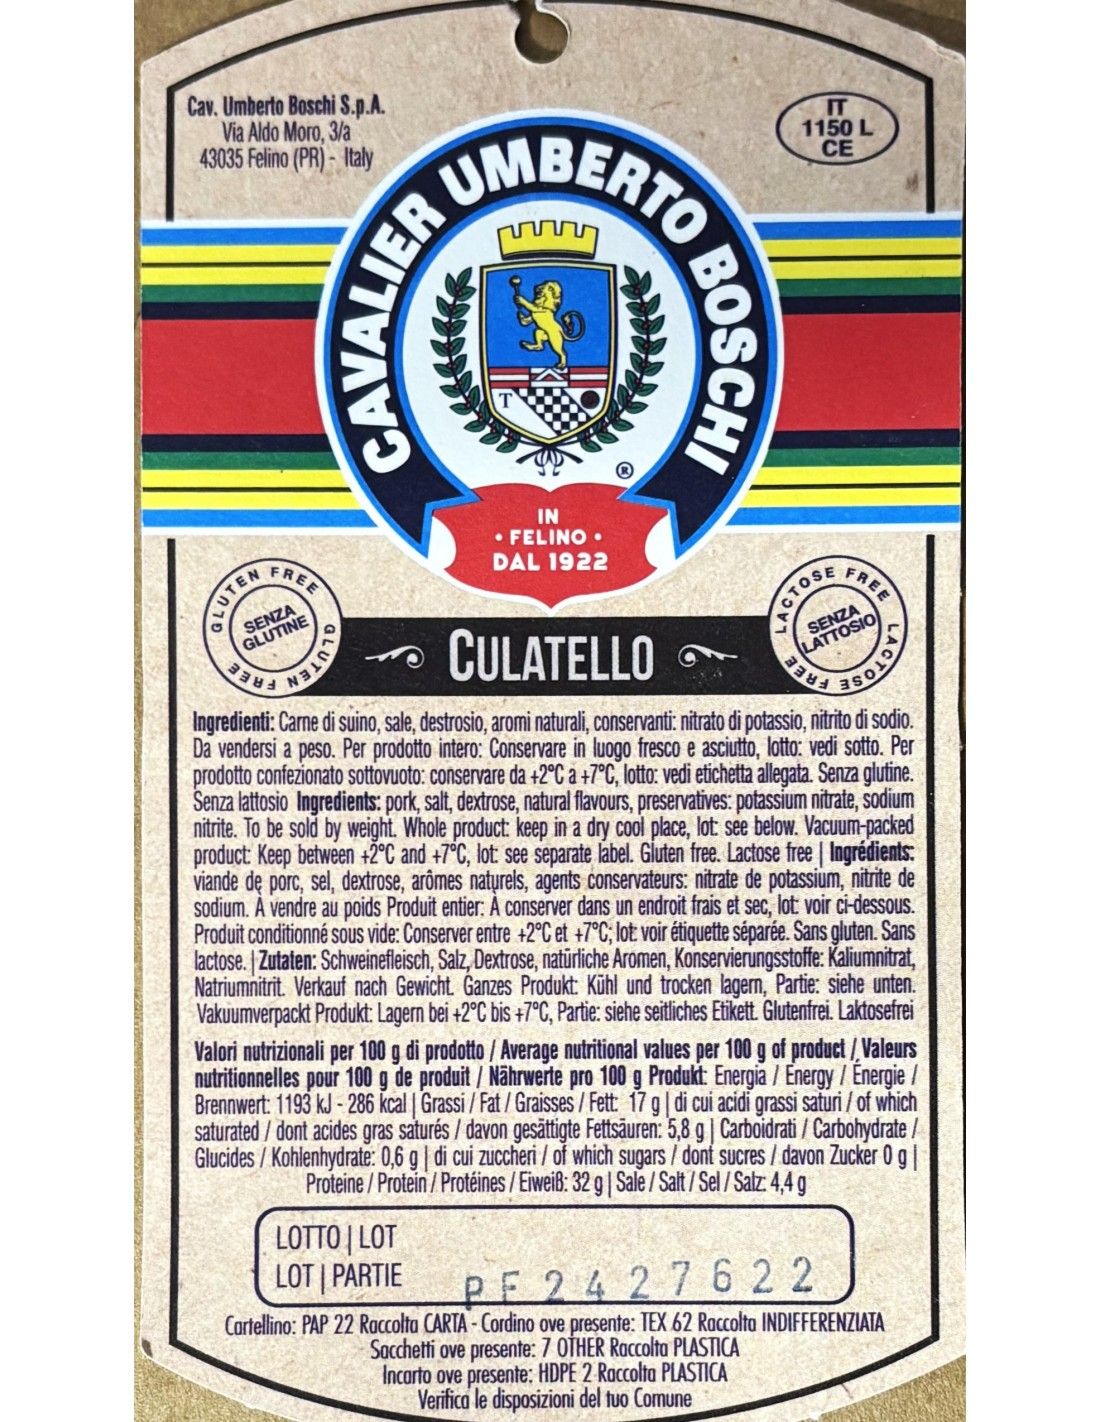 Cav. Umberto Boschi S.p.A.
Via Aldo Moro, 3/a
43035 Felino (PR) - Italy
IT
1150 L
CE
CAVALIER UMBERTO BOSCHI
T
®
IN
• FELINO •
DAL 1922
GLUTEN FREE GLUTEN FREE
SENZA
GLUTINE
LACTOSE FREE LACTOSE FREE
SENZA
LATTOSIO
CULATELLO
Ingredienti: Carne di suino, sale, destrosio, aromi naturali, conservanti: nitrato di potassio, nitrito di sodio.
Da vendersi a peso. Per prodotto intero: Conservare in luogo fresco e asciutto, lotto: vedi sotto. Per
prodotto confezionato sottovuoto: conservare da +2°C a +7°C, lotto: vedi etichetta allegata. Senza glutine.
Senza lattosio Ingredients: pork, salt, dextrose, natural flavours, preservatives: potassium nitrate, sodium
nitrite. To be sold by weight. Whole product: keep in a dry cool place, lot: see below. Vacuum-packed
product: Keep between +2°C and +7°C, lot: see separate label. Gluten free. Lactose free | Ingrédients:
viande de porc, sel, dextrose, arômes naturels, agents conservateurs: nitrate de potassium, nitrite de
sodium. À vendre au poids Produit entier: À conserver dans un endroit frais et sec, lot: voir ci-dessous.
Produit conditionné sous vide: Conserver entre +2°C et +7°C; lot: voir étiquette séparée. Sans gluten. Sans
lactose. | Zutaten: Schweinefleisch, Salz, Dextrose, natürliche Aromen, Konservierungsstoffe: Kaliumnitrat,
Natriumnitrit. Verkauf nach Gewicht. Ganzes Produkt: Kühl und trocken lagern, Partie: siehe unten.
Vakuumverpackt Produkt: Lagern bei +2°C bis +7°C, Partie: siehe seitliches Etikett. Glutenfrei. Laktosefrei
Valori nutrizionali per 100 g di prodotto / Average nutritional values per 100 g of product / Valeurs
nutritionnelles pour 100 g de produit / Nährwerte pro 100 g Produkt: Energia / Energy / Énergie /
Brennwert: 1193 kJ - 286 kcal | Grassi / Fat / Graisses / Fett: 17 g | di cui acidi grassi saturi / of which
saturated / dont acides gras saturés / davon gesättigte Fettsäuren: 5,8 g | Carboidrati / Carbohydrate /
Glucides / Kohlenhydrate: 0,6 g | di cui zuccheri / of which sugars / dont sucres / davon Zucker 0 g |
Proteine / Protein / Protéines / Eiweiß: 32 g | Sale / Salt / Sel / Salz: 4,4 g
LOTTO | LOT
LOT | PARTIE
PF2427622
Cartellino: PAP 22 Raccolta CARTA - Cordino ove presente: TEX 62 Raccolta INDIFFERENZIATA
Sacchetti ove presente: 7 OTHER Raccolta PLASTICA
Incarto ove presente: HDPE 2 Raccolta PLASTICA
Verifica le disposizioni del tuo Comune